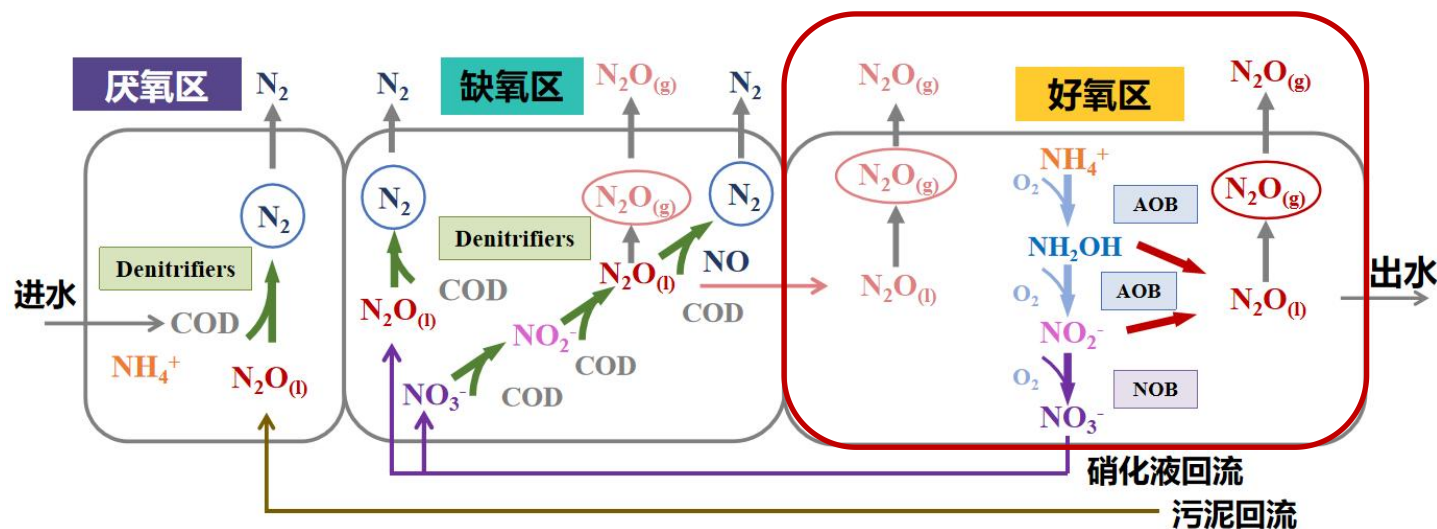 厌氧区
N₂
N₂
Denitrifiers
进水
COD
NH₄⁺
N₂O₍l₎
缺氧区
N₂
N₂O₍g₎
N₂
N₂
N₂O₍g₎
N₂
Denitrifiers
COD
N₂O₍l₎
N₂O₍l₎
NO
COD
NO₂⁻
COD
NO₃⁻
COD
好氧区
N₂O₍g₎
N₂O₍g₎
N₂O₍g₎
N₂O₍g₎
N₂O₍l₎
NH₄⁺
O₂
AOB
NH₂OH
O₂
AOB
N₂O₍l₎
NO₂⁻
O₂
NOB
NO₃⁻
出水
硝化液回流
污泥回流